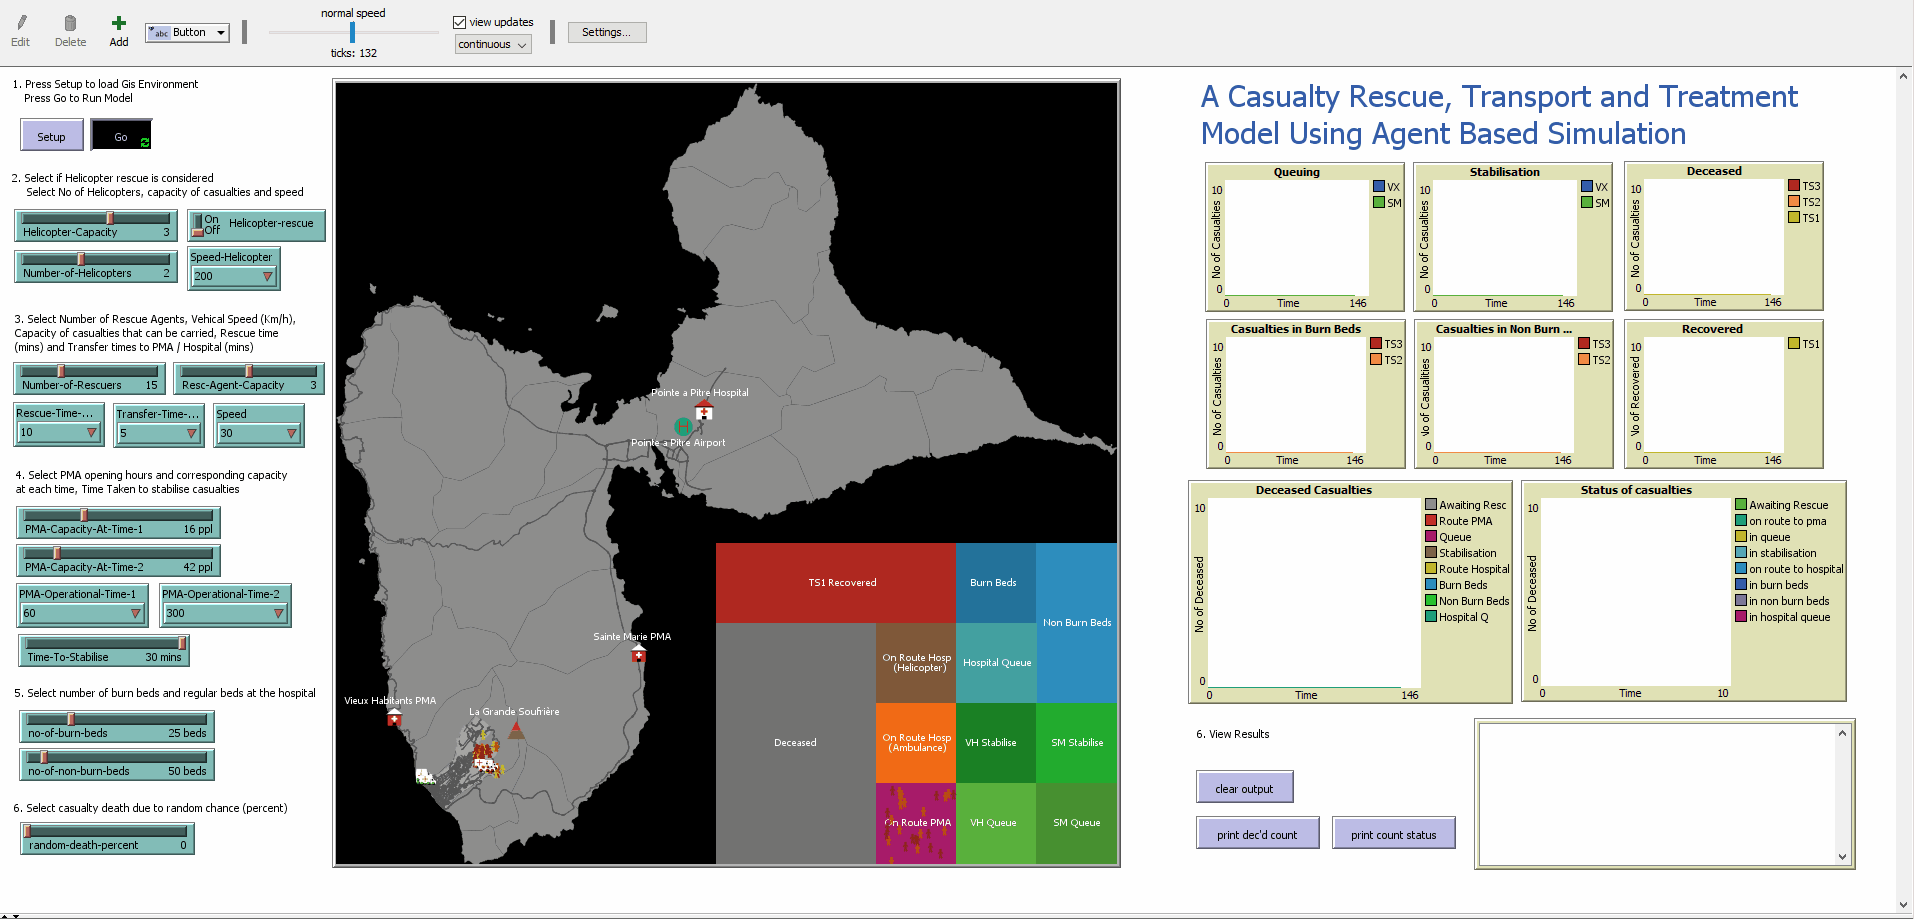 Edit
Delete
Add
abc Button
normal speed
ticks: 132
view updates
continuous
Settings...
1. Press Setup to load Gis Environment
Press Go to Run Model
Setup
Go
2. Select if Helicopter rescue is considered
Select No of Helicopters, capacity of casualties and speed
Helicopter-Capacity 3
On
Off
Helicopter-rescue
Number-of-Helicopters 2
Speed-Helicopter
200
3. Select Number of Rescue Agents, Vehical Speed (Km/h),
Capacity of casualties that can be carried, Rescue time
(mins) and Transfer times to PMA / Hospital (mins)
Number-of-Rescuers 15
Resc-Agent-Capacity 3
Rescue-Time-...
10
Transfer-Time-...
5
Speed
30
4. Select PMA opening hours and corresponding capacity
at each time, Time Taken to stabilise casualties
PMA-Capacity-At-Time-1 16 ppl
PMA-Capacity-At-Time-2 42 ppl
PMA-Operational-Time-1
60
PMA-Operational-Time-2
300
Time-To-Stabilise 30 mins
5. Select number of burn beds and regular beds at the hospital
no-of-burn-beds 25 beds
no-of-non-burn-beds 50 beds
6. Select casualty death due to random chance (percent)
random-death-percent 0
Pointe a Pitre Hospital
H
Pointe a Pitre Airport
Sainte Marie PMA
Vieux Habitants PMA
La Grande Soufrière
TS1 Recovered
Burn Beds
Non Burn Beds
On Route Hosp
(Helicopter)
Hospital Queue
Deceased
On Route Hosp
(Ambulance)
VH Stabilise
SM Stabilise
On Route PMA
VH Queue
SM Queue
A Casualty Rescue, Transport and Treatment
Model Using Agent Based Simulation
Queuing
No of Casualties
10
0
0
Time
146
VX
SM
Stabilisation
No of Casualties
10
0
0
Time
146
VX
SM
Deceased
No of Casualties
10
0
0
Time
146
TS3
TS2
TS1
Casualties in Burn Beds
No of Casualties
10
0
0
Time
146
TS3
TS2
Casualties in Non Burn ...
No of Casualties
10
0
0
Time
146
TS3
TS2
Recovered
No of Recovered
10
0
0
Time
146
TS1
Deceased Casualties
No of Deceased
10
0
0
Time
146
Awaiting Resc
Route PMA
Queue
Stabilisation
Route Hospital
Burn Beds
Non Burn Beds
Hospital Q
Status of casualties
No of Deceased
10
0
0
Time
10
Awaiting Rescue
on route to pma
in queue
in stabilisation
on route to hospital
in burn beds
in non burn beds
in hospital queue
6. View Results
clear output
print dec'd count
print count status